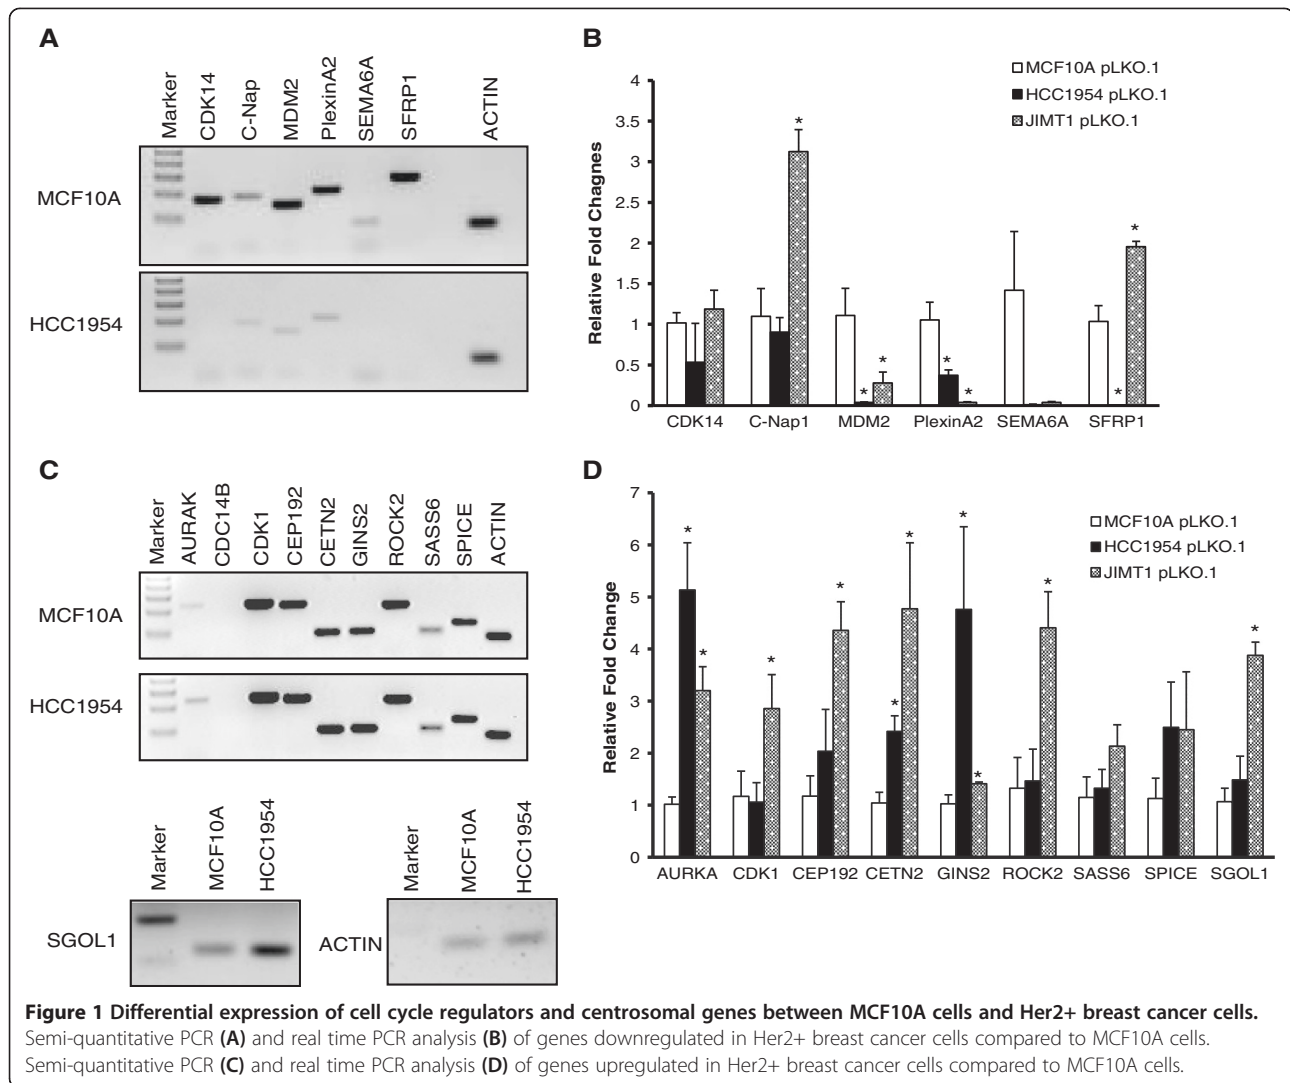 A
Marker
CDK14
C-Nap
MDM2
PlexinA2
SEMA6A
SFRP1
ACTIN
MCF10A
HCC1954
B
MCF10A pLKO.1
HCC1954 pLKO.1
JIMT1 pLKO.1
Relative Fold Chagnes
4
3.5
3
2.5
2
1.5
1
0.5
0
*
*
*
*
*
*
*
CDK14 C-Nap1 MDM2 PlexinA2 SEMA6A SFRP1
C
Marker
AURAK
CDC14B
CDK1
CEP192
CETN2
GINS2
ROCK2
SASS6
SPICE
ACTIN
MCF10A
HCC1954
Marker
MCF10A
HCC1954
SGOL1
Marker
MCF10A
HCC1954
ACTIN
D
MCF10A pLKO.1
HCC1954 pLKO.1
JIMT1 pLKO.1
Relative Fold Change
7
6
5
4
3
2
1
0
*
*
*
*
*
*
*
*
*
*
AURKA CDK1 CEP192 CETN2 GINS2 ROCK2 SASS6 SPICE SGOL1
Figure 1 Differential expression of cell cycle regulators and centrosomal genes between MCF10A cells and Her2+ breast cancer cells.
Semi-quantitative PCR (A) and real time PCR analysis (B) of genes downregulated in Her2+ breast cancer cells compared to MCF10A cells.
Semi-quantitative PCR (C) and real time PCR analysis (D) of genes upregulated in Her2+ breast cancer cells compared to MCF10A cells.